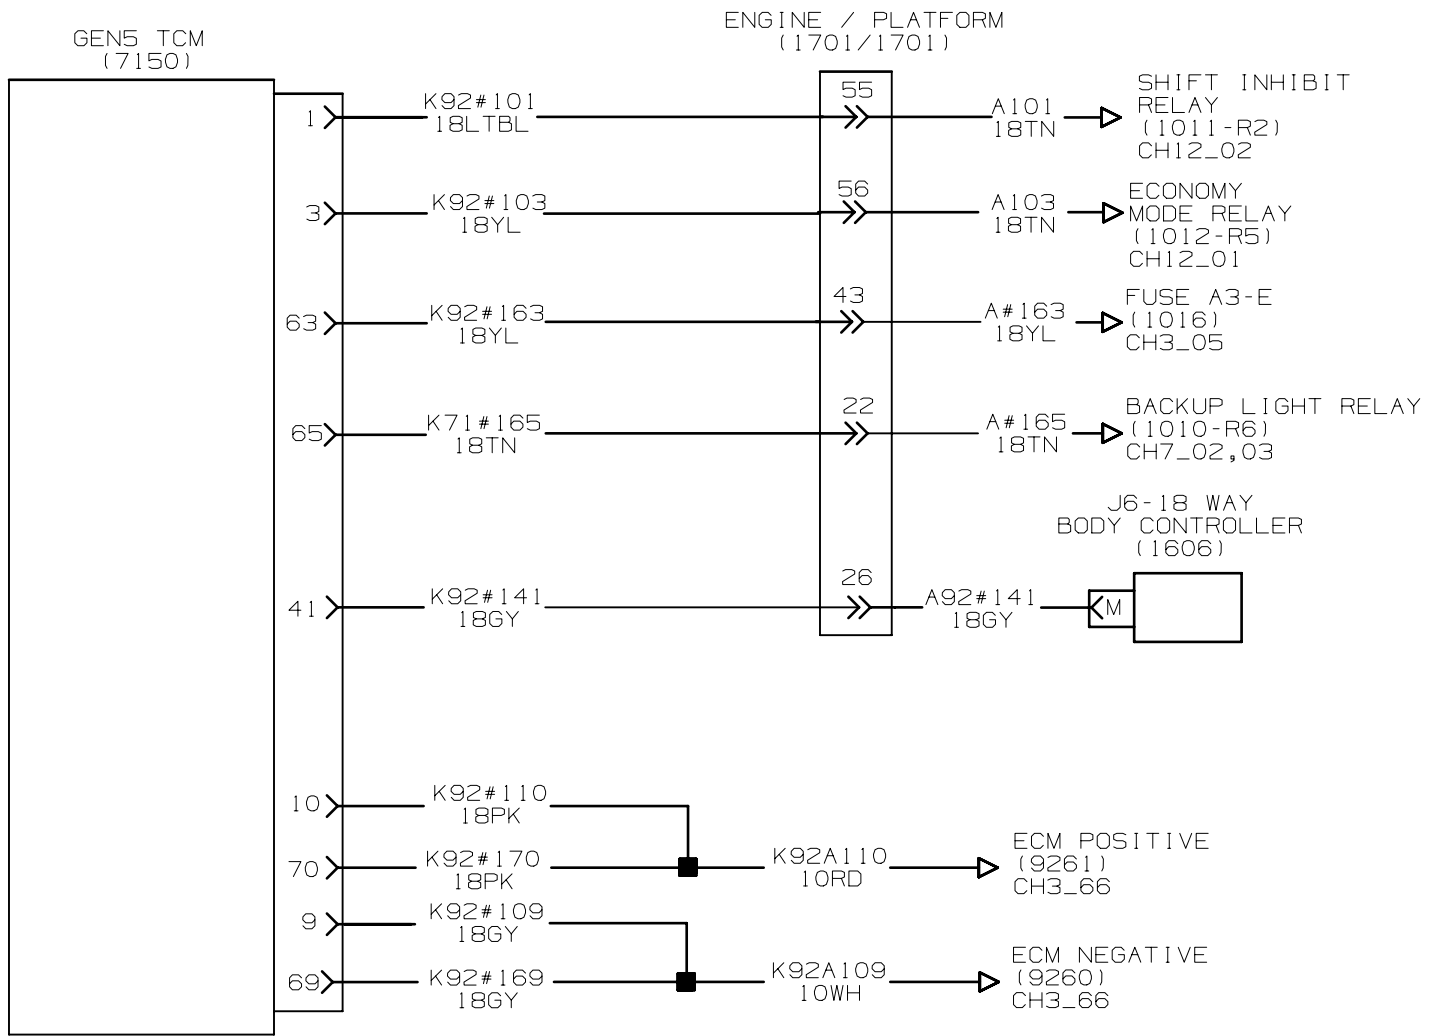 GEN5 TCM
(7150)
ENGINE / PLATFORM
(1701/1701)
1
K92#101
18LTBL
55
A101
18TN
SHIFT INHIBIT
RELAY
(1011-R2)
CH12_02
3
K92#103
18YL
56
A103
18TN
ECONOMY
MODE RELAY
(1012-R5)
CH12_01
63
K92#163
18YL
43
A#163
18YL
FUSE A3-E
(1016)
CH3_05
65
K71#165
18TN
22
A#165
18TN
BACKUP LIGHT RELAY
(1010-R6)
CH7_02,03
J6-18 WAY
BODY CONTROLLER
(1606)
41
K92#141
18GY
26
A92#141
18GY
M
10
K92#110
18PK
70
K92#170
18PK
K92A110
10RD
ECM POSITIVE
(9261)
CH3_66
9
K92#109
18GY
69
K92#169
18GY
K92A109
10WH
ECM NEGATIVE
(9260)
CH3_66